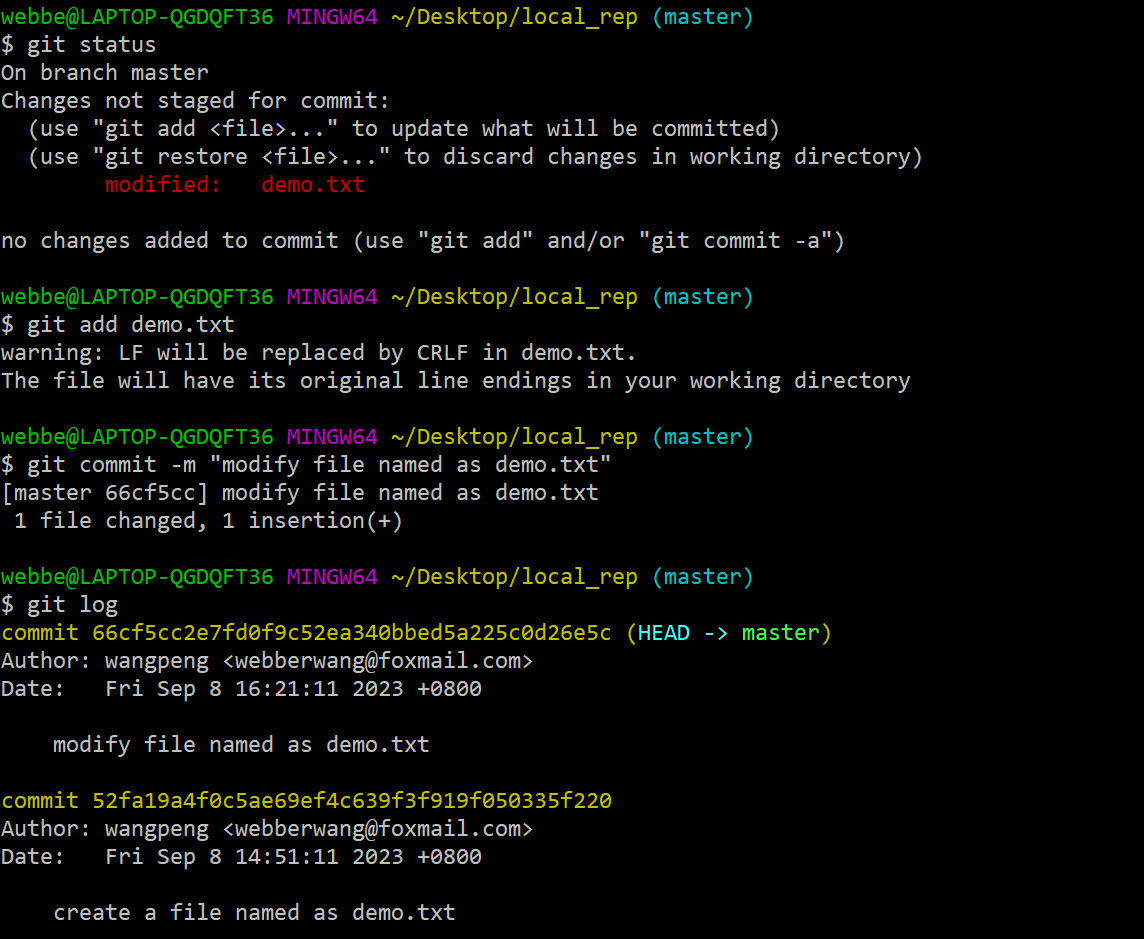 webbe@LAPTOP-QGDQFT36 MINGW64 ~/Desktop/local_rep (master)
$ git status
On branch master
Changes not staged for commit:
  (use "git add <file>..." to update what will be committed)
  (use "git restore <file>..." to discard changes in working directory)
        modified:   demo.txt

no changes added to commit (use "git add" and/or "git commit -a")

webbe@LAPTOP-QGDQFT36 MINGW64 ~/Desktop/local_rep (master)
$ git add demo.txt
warning: LF will be replaced by CRLF in demo.txt.
The file will have its original line endings in your working directory

webbe@LAPTOP-QGDQFT36 MINGW64 ~/Desktop/local_rep (master)
$ git commit -m "modify file named as demo.txt"
[master 66cf5cc] modify file named as demo.txt
 1 file changed, 1 insertion(+)

webbe@LAPTOP-QGDQFT36 MINGW64 ~/Desktop/local_rep (master)
$ git log
commit 66cf5cc2e7fd0f9c52ea340bbed5a225c0d26e5c (HEAD -> master)
Author: wangpeng <webberwang@foxmail.com>
Date:   Fri Sep 8 16:21:11 2023 +0800

    modify file named as demo.txt

commit 52fa19a4f0c5ae69ef4c639f3f919f050335f220
Author: wangpeng <webberwang@foxmail.com>
Date:   Fri Sep 8 14:51:11 2023 +0800

    create a file named as demo.txt